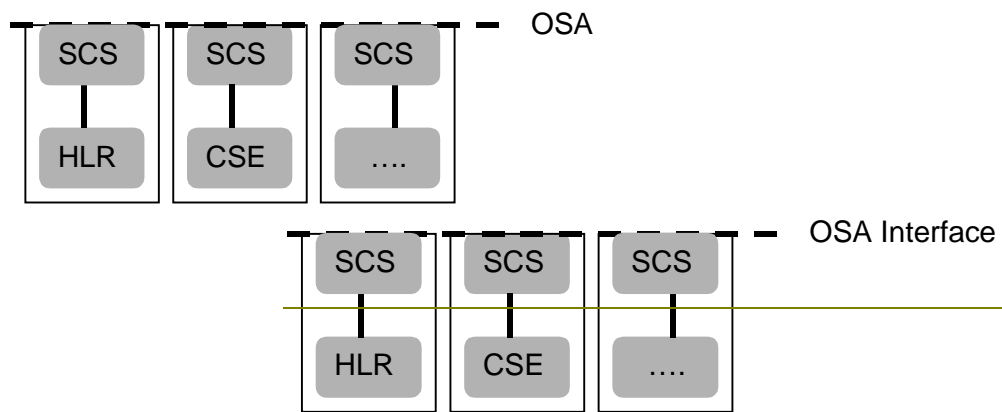 OSA
SCS SCS SCS
HLR CSE ....
OSA Interface
SCS SCS SCS
HLR CSE ....